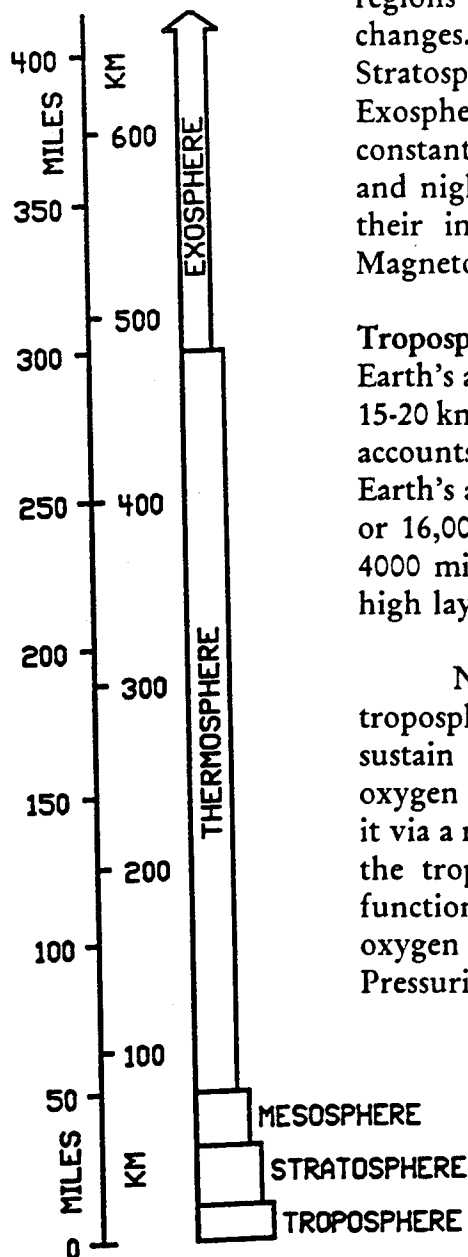 400
MILES
350
300
250
200
150
100
50
MILES
0
KM
600
500
400
300
200
100
KM
EXOSPHERE
THERMOSPHERE
MESOSPHERE
STRATOSPHERE
TROPOSPHERE
regions
changes.
Stratosp
Exosphe
constant
and nigh
their in
Magneto
Troposp
Earth's a
15-20 kn
accounts
Earth's a
or 16,00
4000 mi
high lay
N
troposph
sustain
oxygen
it via a r
the trop
function
oxygen
Pressuri